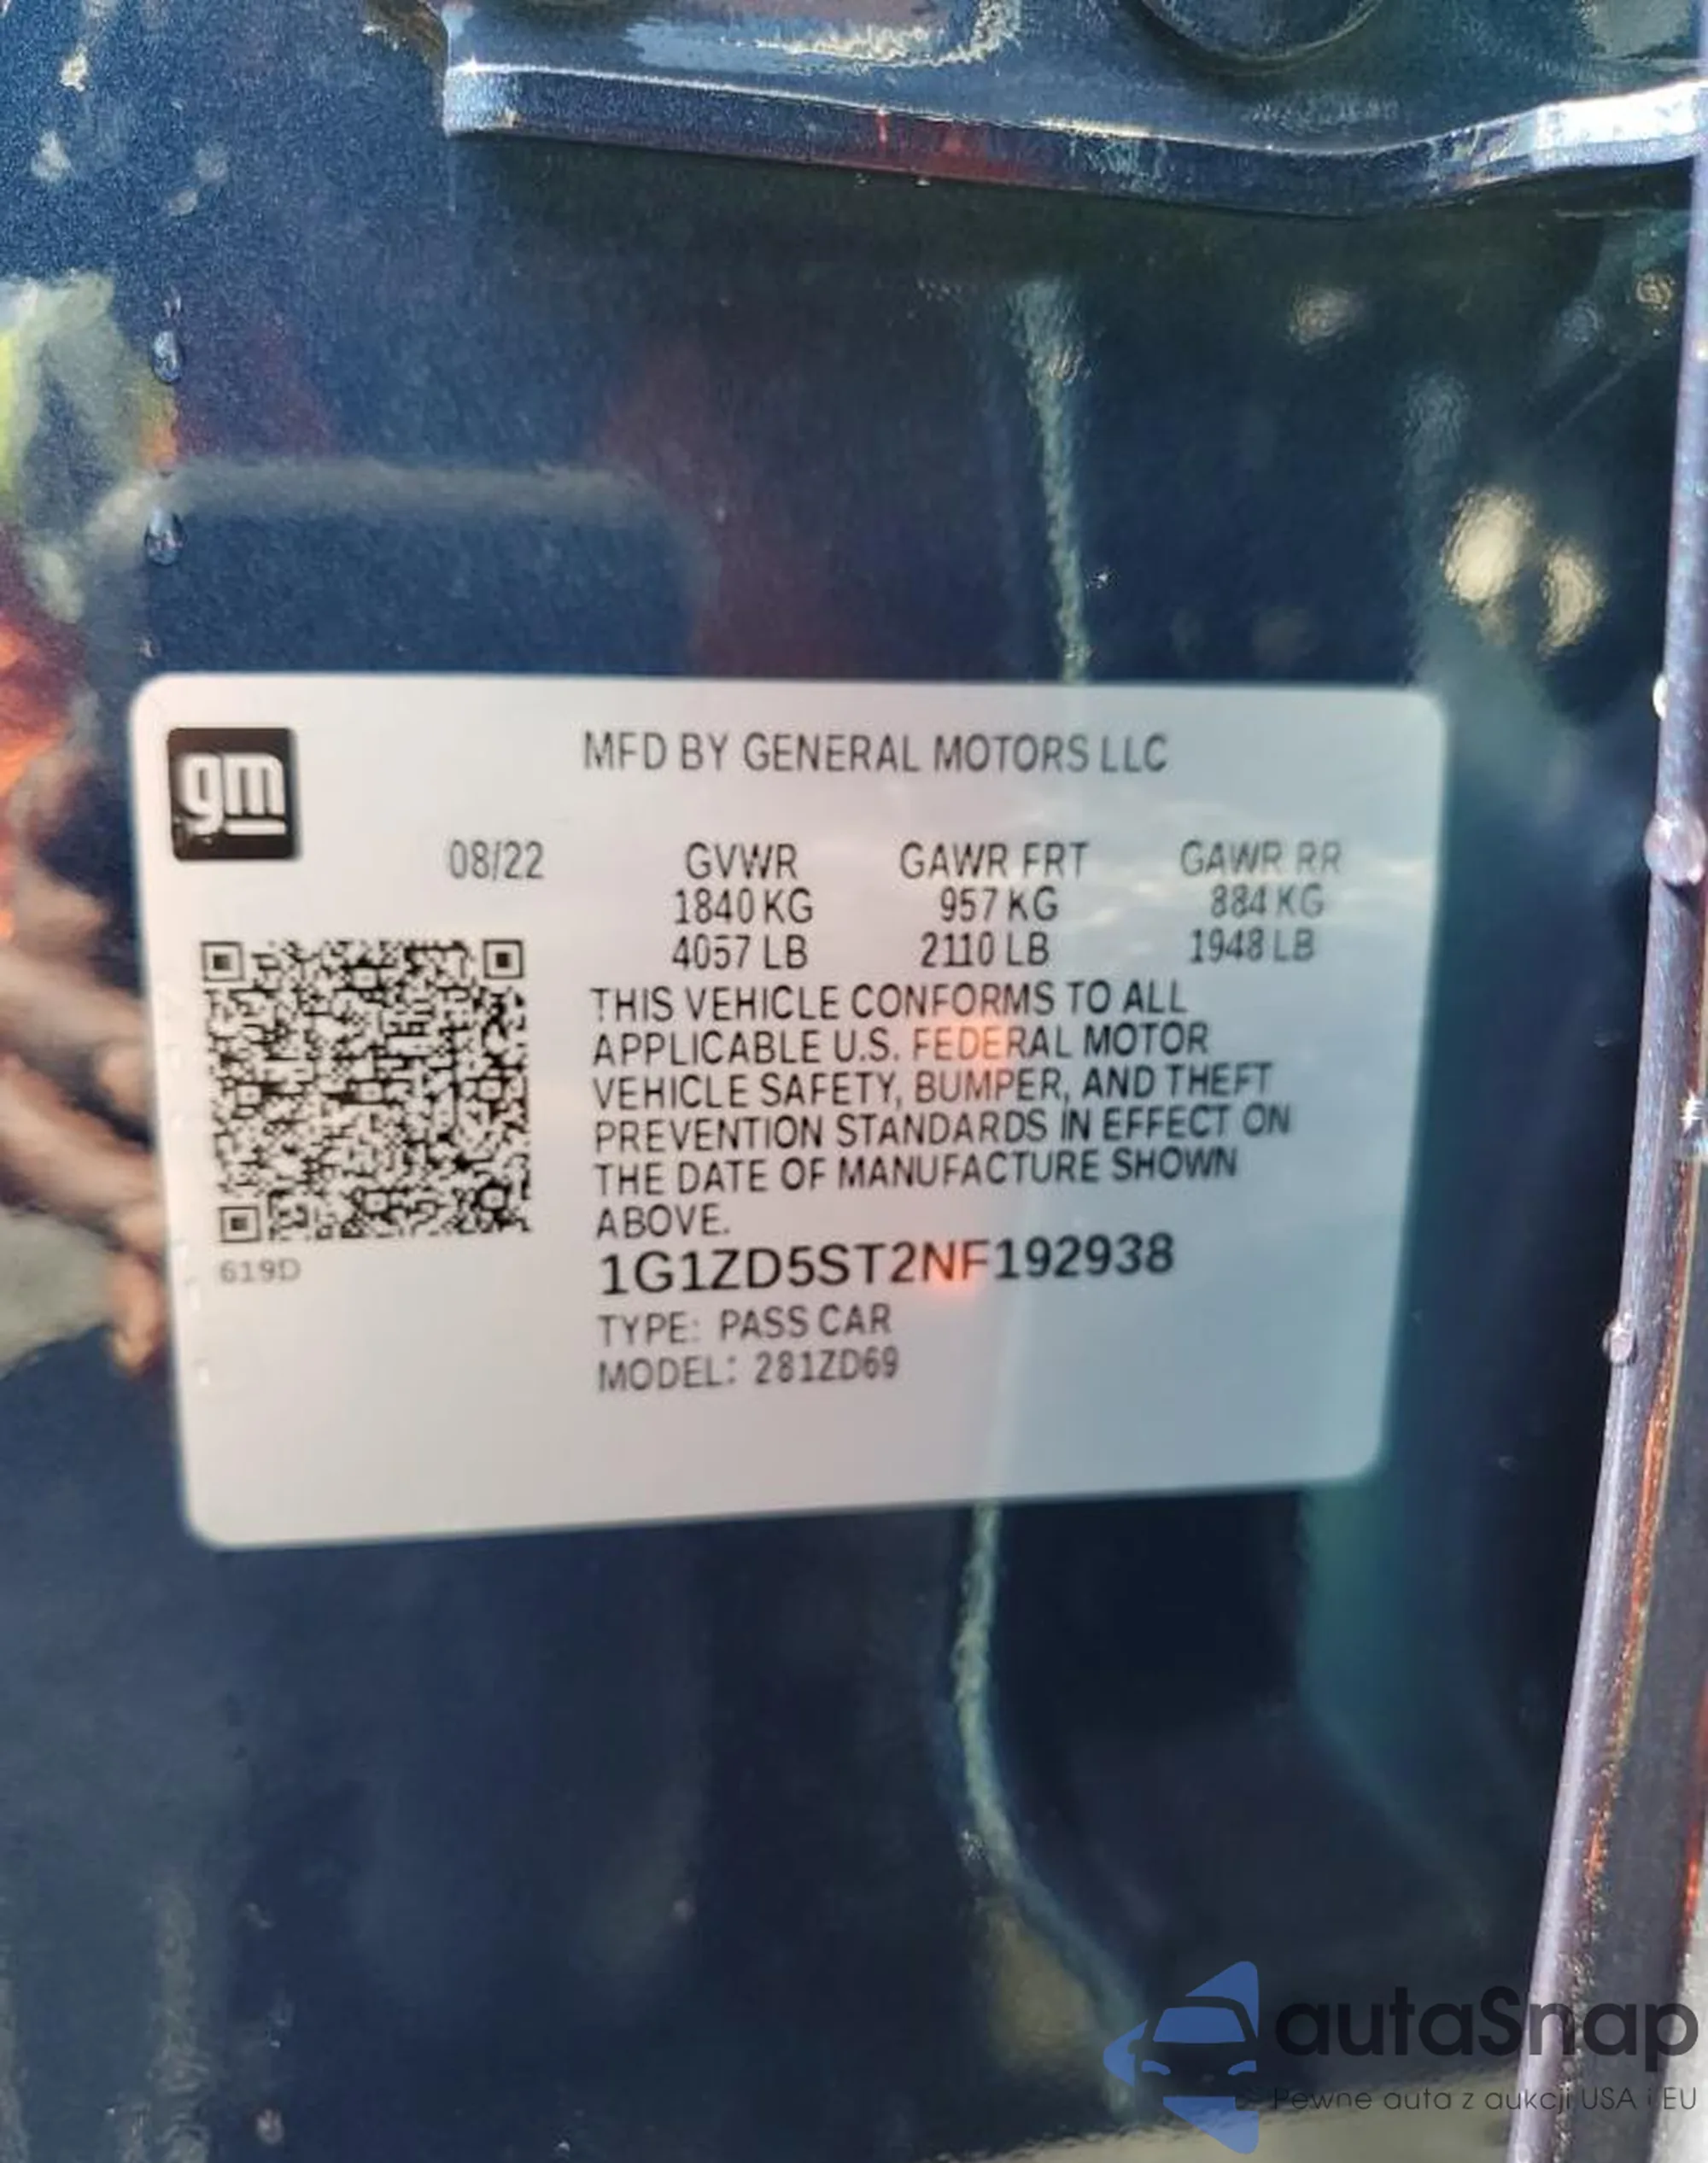 gm
MFD BY GENERAL MOTORS LLC
08/22 GVWR GAWR FRT GAWR RR
1840 KG 957 KG 884 KG
4057 LB 2110 LB 1948 LB
THIS VEHICLE CONFORMS TO ALL
APPLICABLE U.S. FEDERAL MOTOR
VEHICLE SAFETY, BUMPER, AND THEFT
PREVENTION STANDARDS IN EFFECT ON
THE DATE OF MANUFACTURE SHOWN
ABOVE.
619D
1G1ZD5ST2NF192938
TYPE: PASS CAR
MODEL: 281ZD69
autaSnap
Pewne auta z aukcji USA i EU